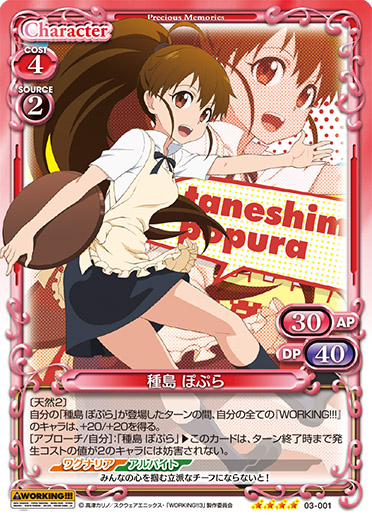 Precious Memories
Character
COST
4
SOURCE
2
taneshim
popura
30 AP
DP 40
種島 ぽぷら
[天然2]
自分の「種島 ぽぷら」が登場したターンの間、自分の全ての『WORKING!!!』
のキャラは、+20/+20を得る。
[アプローチ/自分]:「種島 ぽぷら」▶このカードは、ターン終了時まで発
生コストの値が2のキャラには妨害されない。
ワグナリア アルバイト
みんなの心を掴む立派なチーフにならないと!
WORKING!!!
© 高津カリノ/スクウェアエニックス・「WORKING!!3」製作委員会
03-001